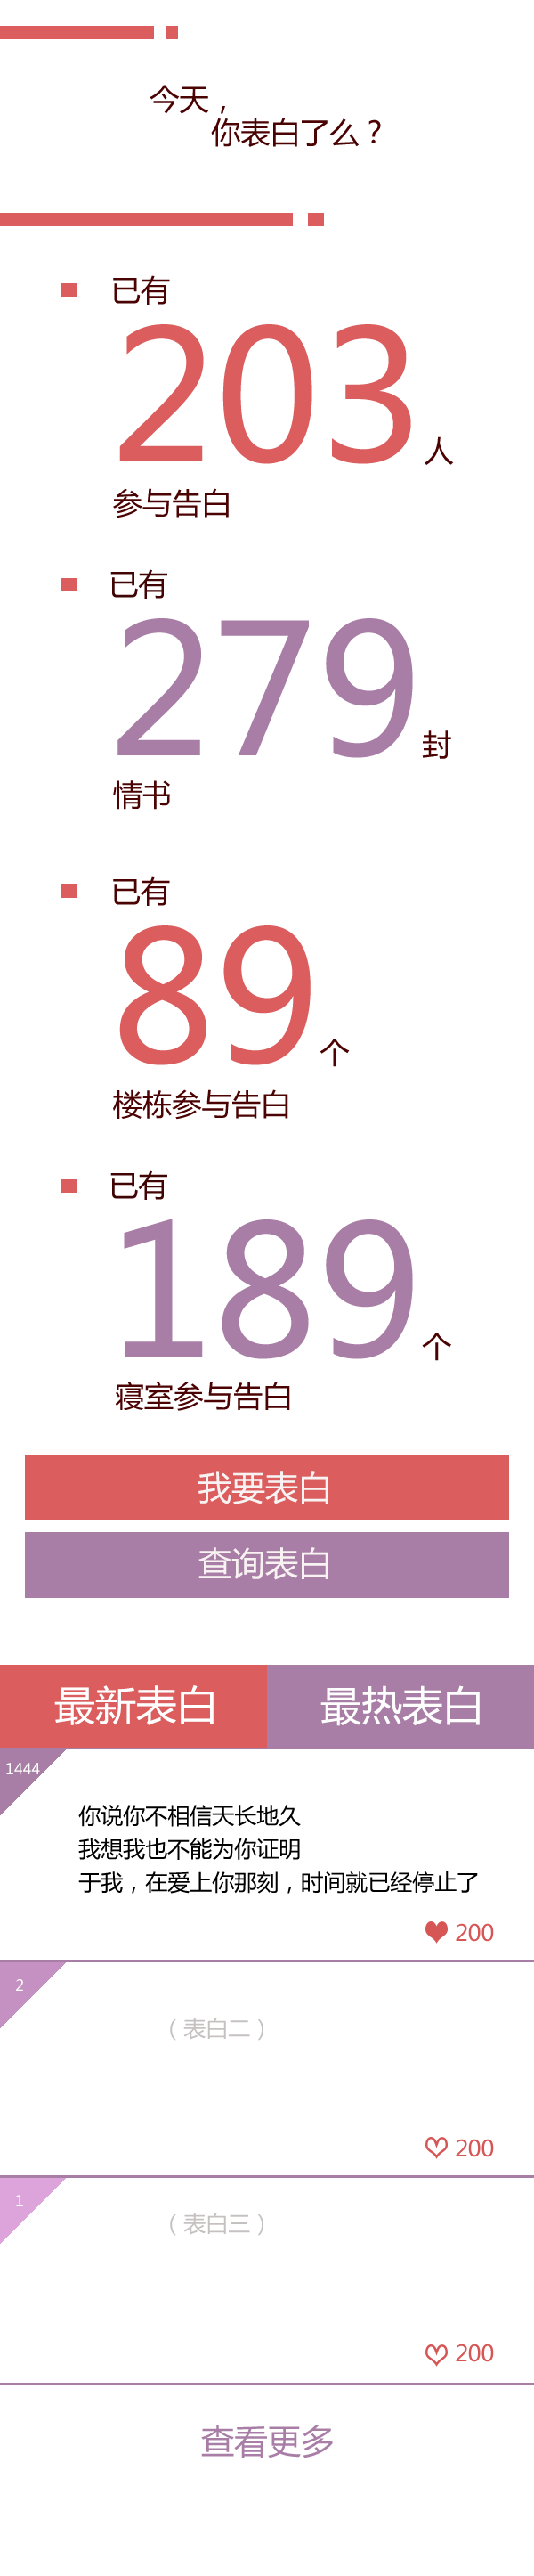 今天，
你表白了么？
已有
203人
参与告白
已有
279封
情书
已有
89个
楼栋参与告白
已有
189个
寝室参与告白
我要表白
查询表白
最新表白 最热表白
1444
你说你不相信天长地久
我想我也不能为你证明
于我，在爱上你那刻，时间就已经停止了
200
2
（表白二）
200
1
（表白三）
200
查看更多